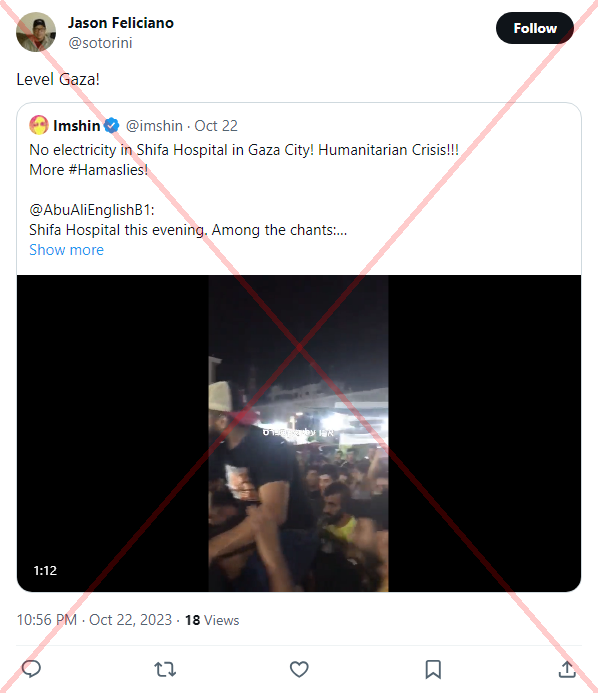 Jason Feliciano
@sotorini
Follow
Level Gaza!
Imshin @imshin · Oct 22
No electricity in Shifa Hospital in Gaza City! Humanitarian Crisis!!!
More #Hamaslies!
@AbuAliEnglishB1:
Shifa Hospital this evening. Among the chants:...
Show more
1:12
10:56 PM · Oct 22, 2023 · 18 Views